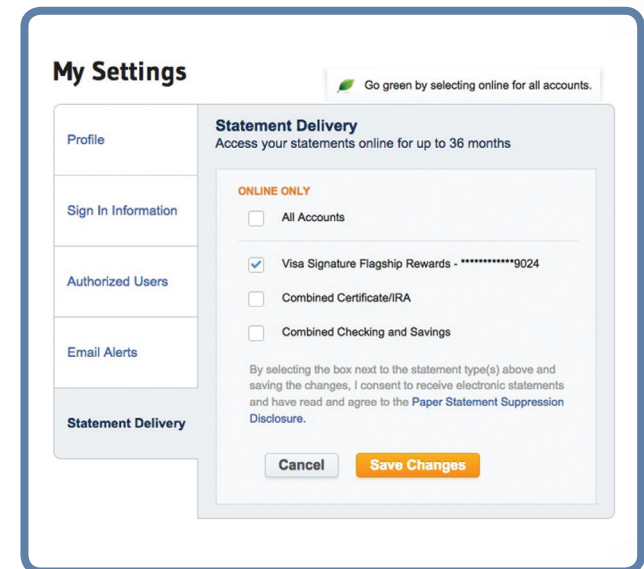 My Settings
Go green by selecting online for all accounts.
Profile
Sign In Information
Authorized Users
Email Alerts
Statement Delivery
Statement Delivery
Access your statements online for up to 36 months
ONLINE ONLY
All Accounts
Visa Signature Flagship Rewards - ************9024
Combined Certificate/IRA
Combined Checking and Savings
By selecting the box next to the statement type(s) above and
saving the changes, I consent to receive electronic statements
and have read and agree to the Paper Statement Suppression
Disclosure.
Cancel
Save Changes